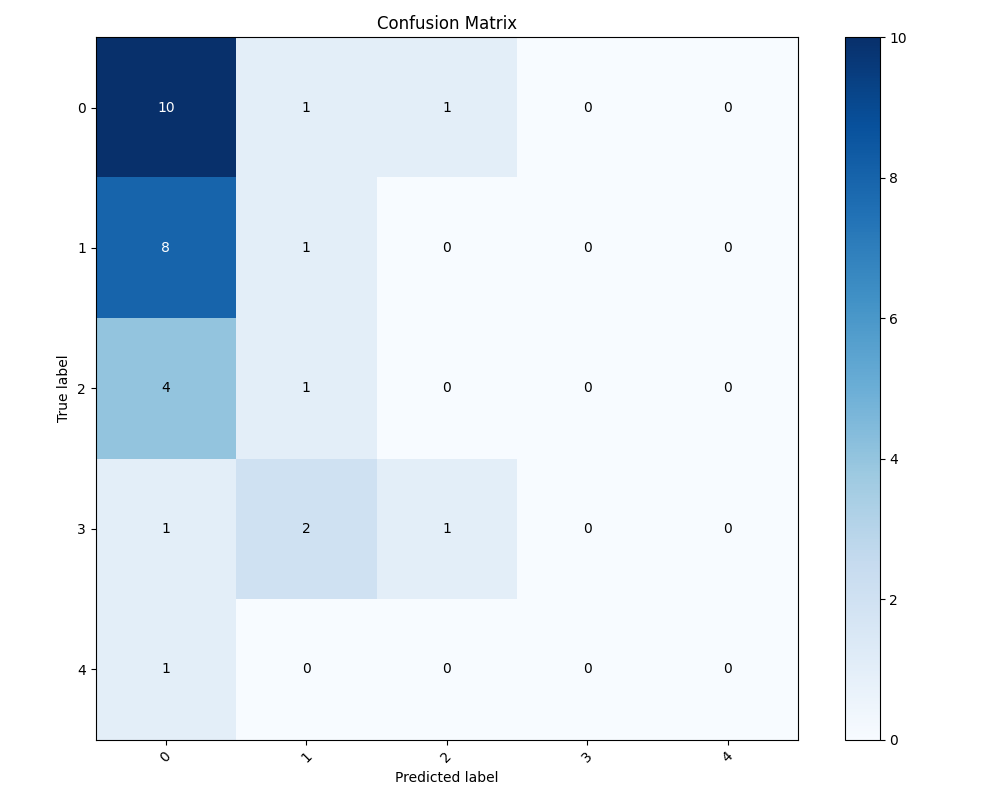 Confusion Matrix
True label
0 10 1 1 0 0
1 8 1 0 0 0
2 4 1 0 0 0
3 1 2 1 0 0
4 1 0 0 0 0
0 1 2 3 4
Predicted label
10
8
6
4
2
0